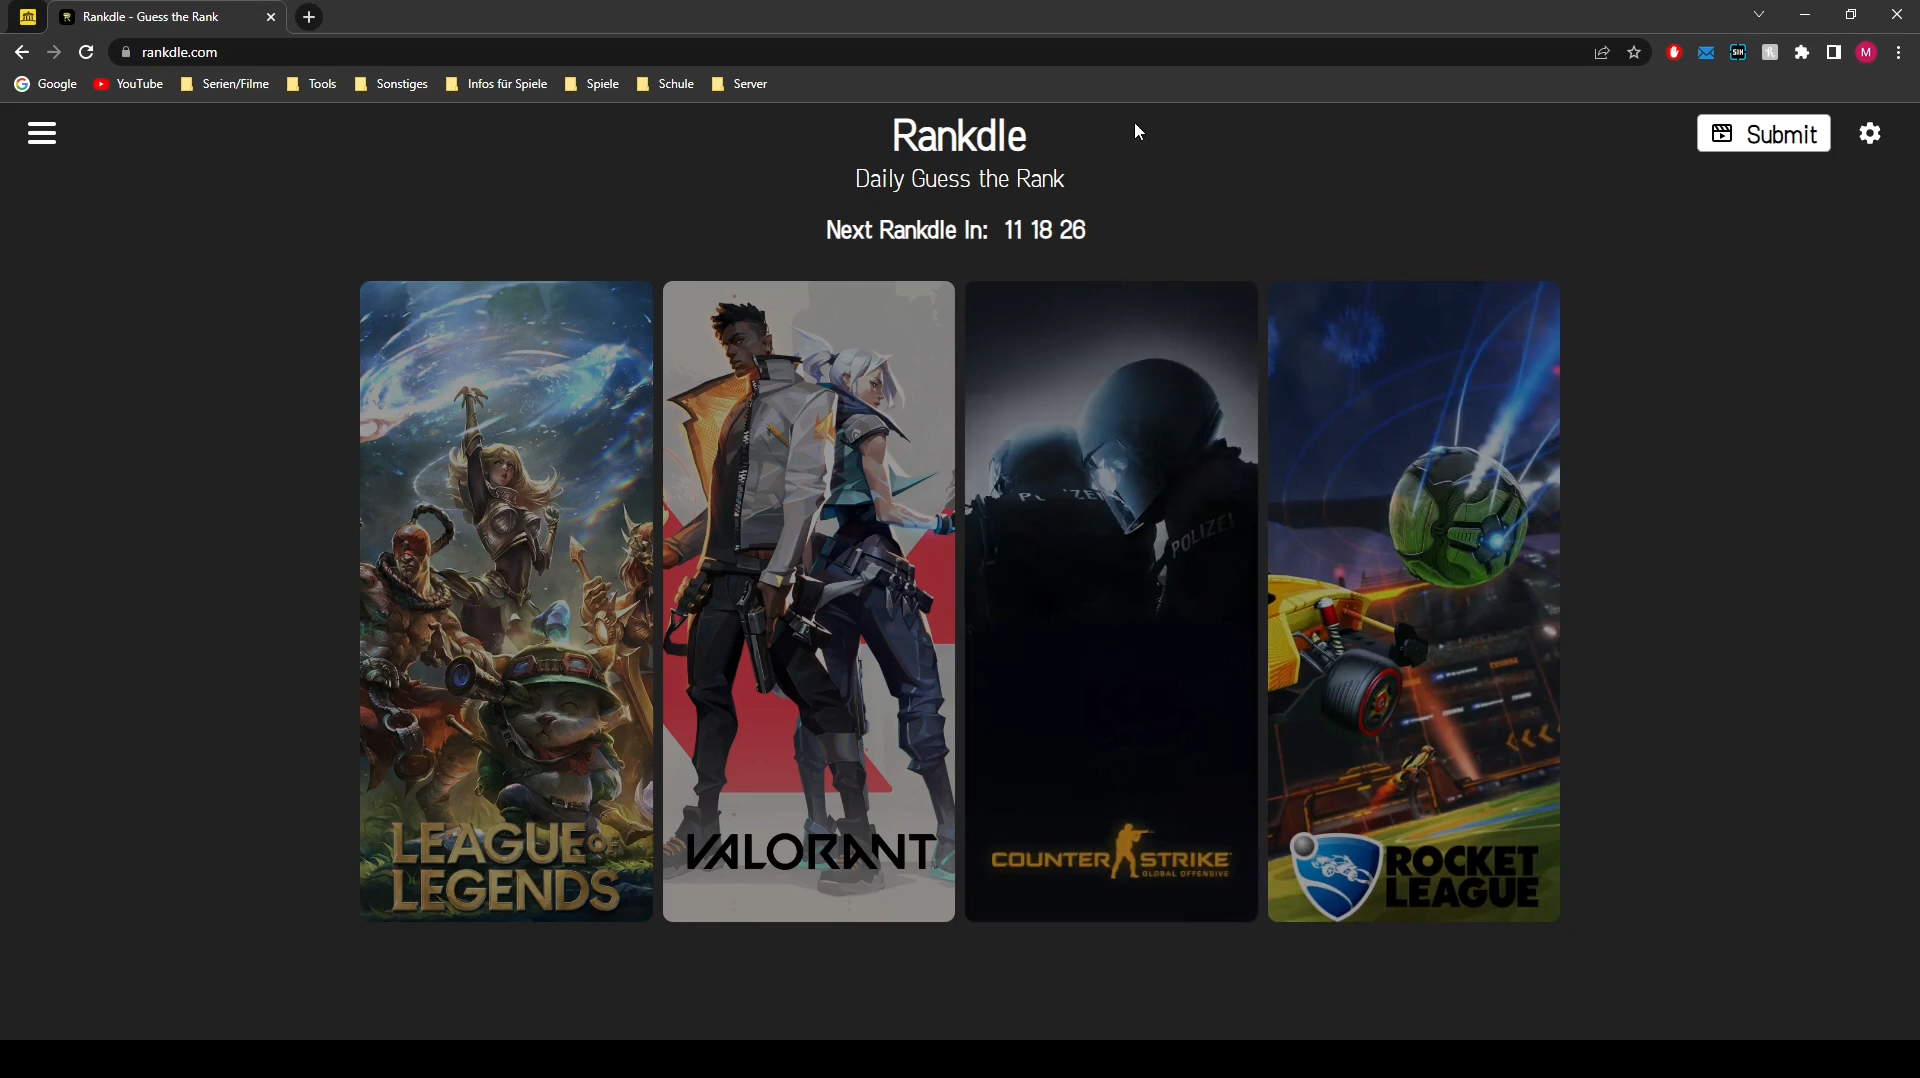 Rankdle - Guess the Rank
rankdle.com
SIH
M
Google YouTube Serien/Filme Tools Sonstiges Infos für Spiele Spiele Schule Server
Rankdle
Submit
Daily Guess the Rank
Next Rankdle In: 11 18 26
POLIZEI
LEAGUE OF
LEGENDS
VALORANT
COUNTER STRIKE
GLOBAL OFFENSIVE
ROCKET
LEAGUE